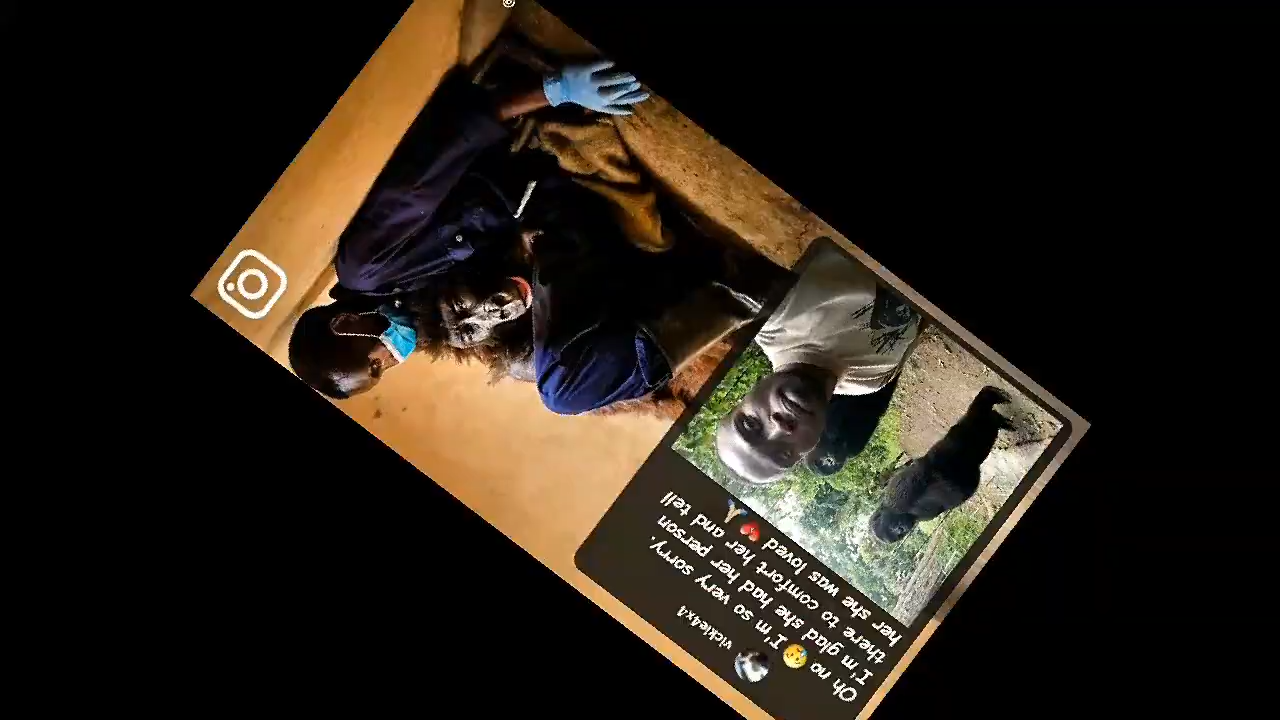 @
vickie4x4
Oh no 😢 I'm so very sorry.
I'm glad she had her person
there to comfort her and tell
her she was loved ❤️🙏